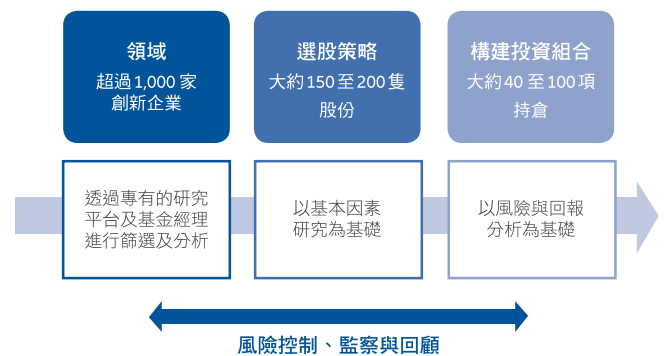 領域
超過1,000 家
創新企業
選股策略
大約150 至200 隻
股份
構建投資組合
大約40 至100 項
持倉
透過專有的研究
平台及基金經理
進行篩選及分析
以基本因素
研究為基礎
以風險與回報
分析為基礎
風險控制、監察與回顧